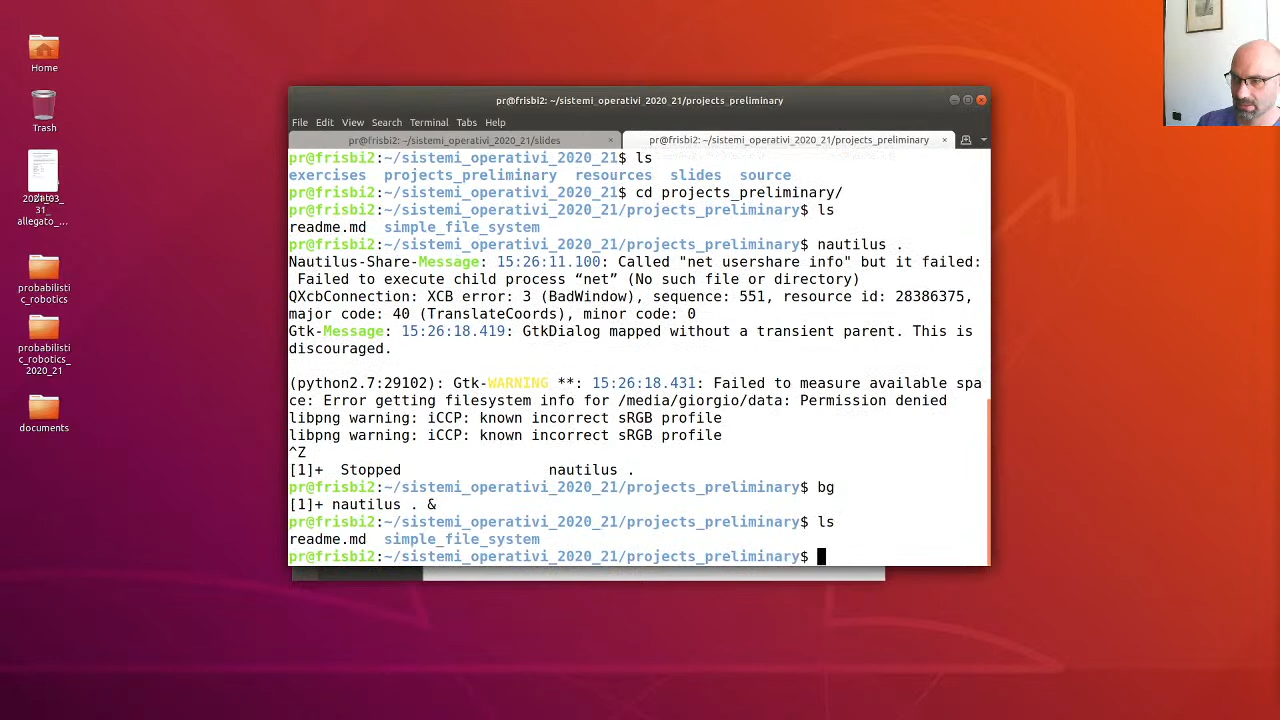 Home
Trash
31_
allegato_...
probabilisti
c_robotics
probabilisti
c_robotics_
2020_21
documents
pr@frisbi2: ~/sistemi_operativi_2020_21/projects_preliminary
File Edit View Search Terminal Tabs Help
pr@frisbi2: ~/sistemi_operativi_2020_21/slides × pr@frisbi2: ~/sistemi_operativi_2020_21/projects_preliminary ×
pr@frisbi2:~/sistemi_operativi_2020_21$ ls
exercises projects_preliminary resources slides source
pr@frisbi2:~/sistemi_operativi_2020_21$ cd projects_preliminary/
pr@frisbi2:~/sistemi_operativi_2020_21/projects_preliminary$ ls
readme.md simple_file_system
pr@frisbi2:~/sistemi_operativi_2020_21/projects_preliminary$ nautilus .
Nautilus-Share-Message: 15:26:11.100: Called "net usershare info" but it failed:
Failed to execute child process “net” (No such file or directory)
QXcbConnection: XCB error: 3 (BadWindow), sequence: 551, resource id: 28386375,
major code: 40 (TranslateCoords), minor code: 0
Gtk-Message: 15:26:18.419: GtkDialog mapped without a transient parent. This is
discouraged.
(python2.7:29102): Gtk-WARNING **: 15:26:18.431: Failed to measure available spa
ce: Error getting filesystem info for /media/giorgio/data: Permission denied
libpng warning: iCCP: known incorrect sRGB profile
libpng warning: iCCP: known incorrect sRGB profile
^Z
[1]+ Stopped nautilus .
pr@frisbi2:~/sistemi_operativi_2020_21/projects_preliminary$ bg
[1]+ nautilus . &
pr@frisbi2:~/sistemi_operativi_2020_21/projects_preliminary$ ls
readme.md simple_file_system
pr@frisbi2:~/sistemi_operativi_2020_21/projects_preliminary$